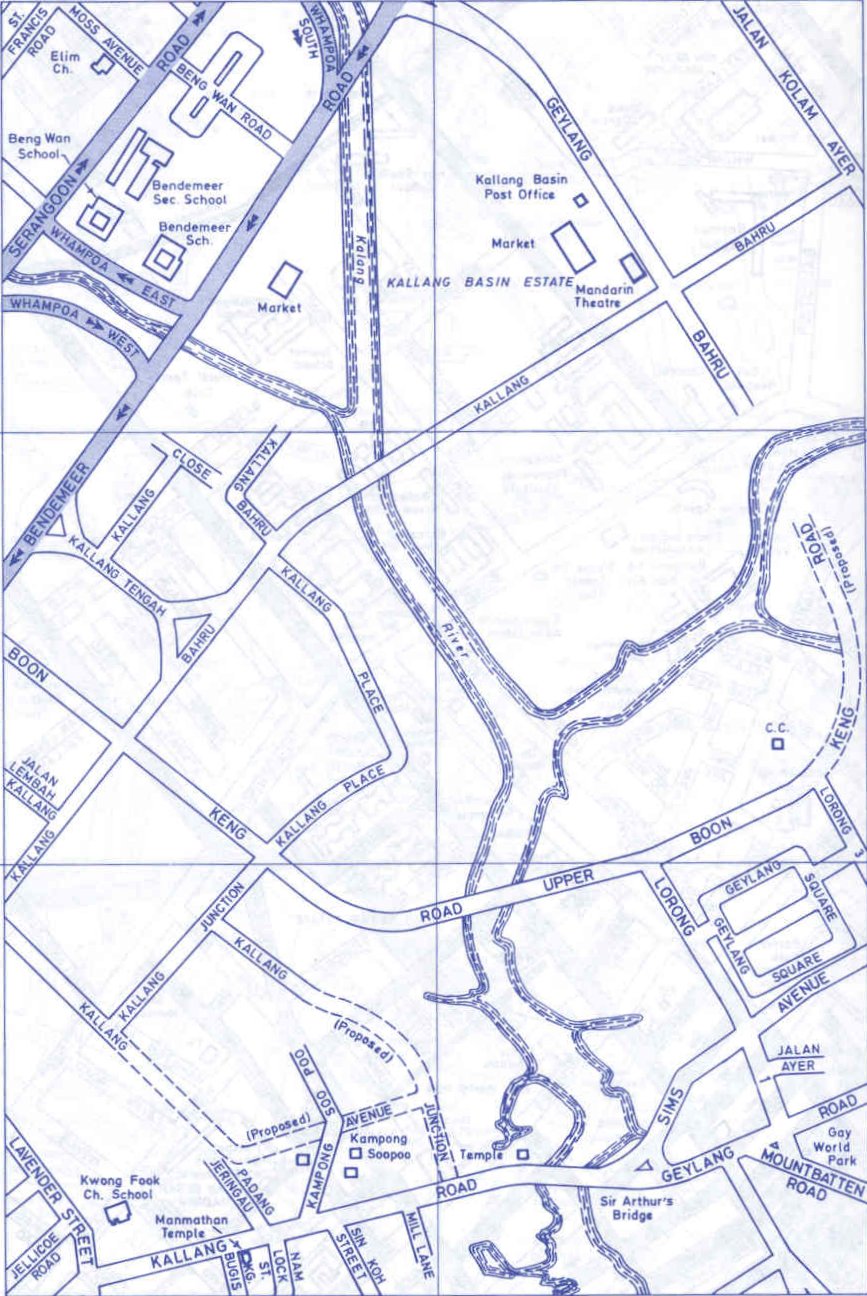 ST.
FRANCIS
ROAD
MOSS AVENUE
Elim
Ch.
ROAD
BENG WAN ROAD
WHAMPOA
SOUTH
ROAD
JALAN
KOLAM
AYER
GEYLANG
Beng Wan
School
Bendemeer
Sec. School
Bendemeer
Sch.
SERANGOON
WHAMPOA
EAST
WHAMPOA
WEST
Market
Kalang
Kallang Basin
Post Office
Market
KALLANG BASIN ESTATE
Mandarin
Theatre
BAHRU
BAHRU
KALLANG
BENDEMEER
CLOSE
KALLANG
KALLANG
BAHRU
KALLANG TENGAH
BAHRU
KALLANG
PLACE
KALLANG PLACE
River
ROAD
(Proposed)
KENG
C.C.
BOON
JALAN
LEMBAH
KALLANG
KALLANG
KENG
ROAD
UPPER
BOON
LORONG
3
LORONG
GEYLANG
SQUARE
GEYLANG
SQUARE
AVENUE
JUNCTION
KALLANG
KALLANG
KALLANG
(Proposed)
SOO POO
(Proposed)
AVENUE
JUNCTION
SIMS
JALAN
AYER
ROAD
Gay
World
Park
LAVENDER STREET
JELLICOE
ROAD
Kwong Fook
Ch. School
Manmathan
Temple
PADANG
JERINGAU
KAMPONG
Kampong
Soopoo
Temple
ROAD
GEYLANG
MOUNTBATTEN
ROAD
Sir Arthur's
Bridge
KALLANG
KG.
BUGIS
ST.
NAM
LOCK
SIN KOH
STREET
MILL LANE